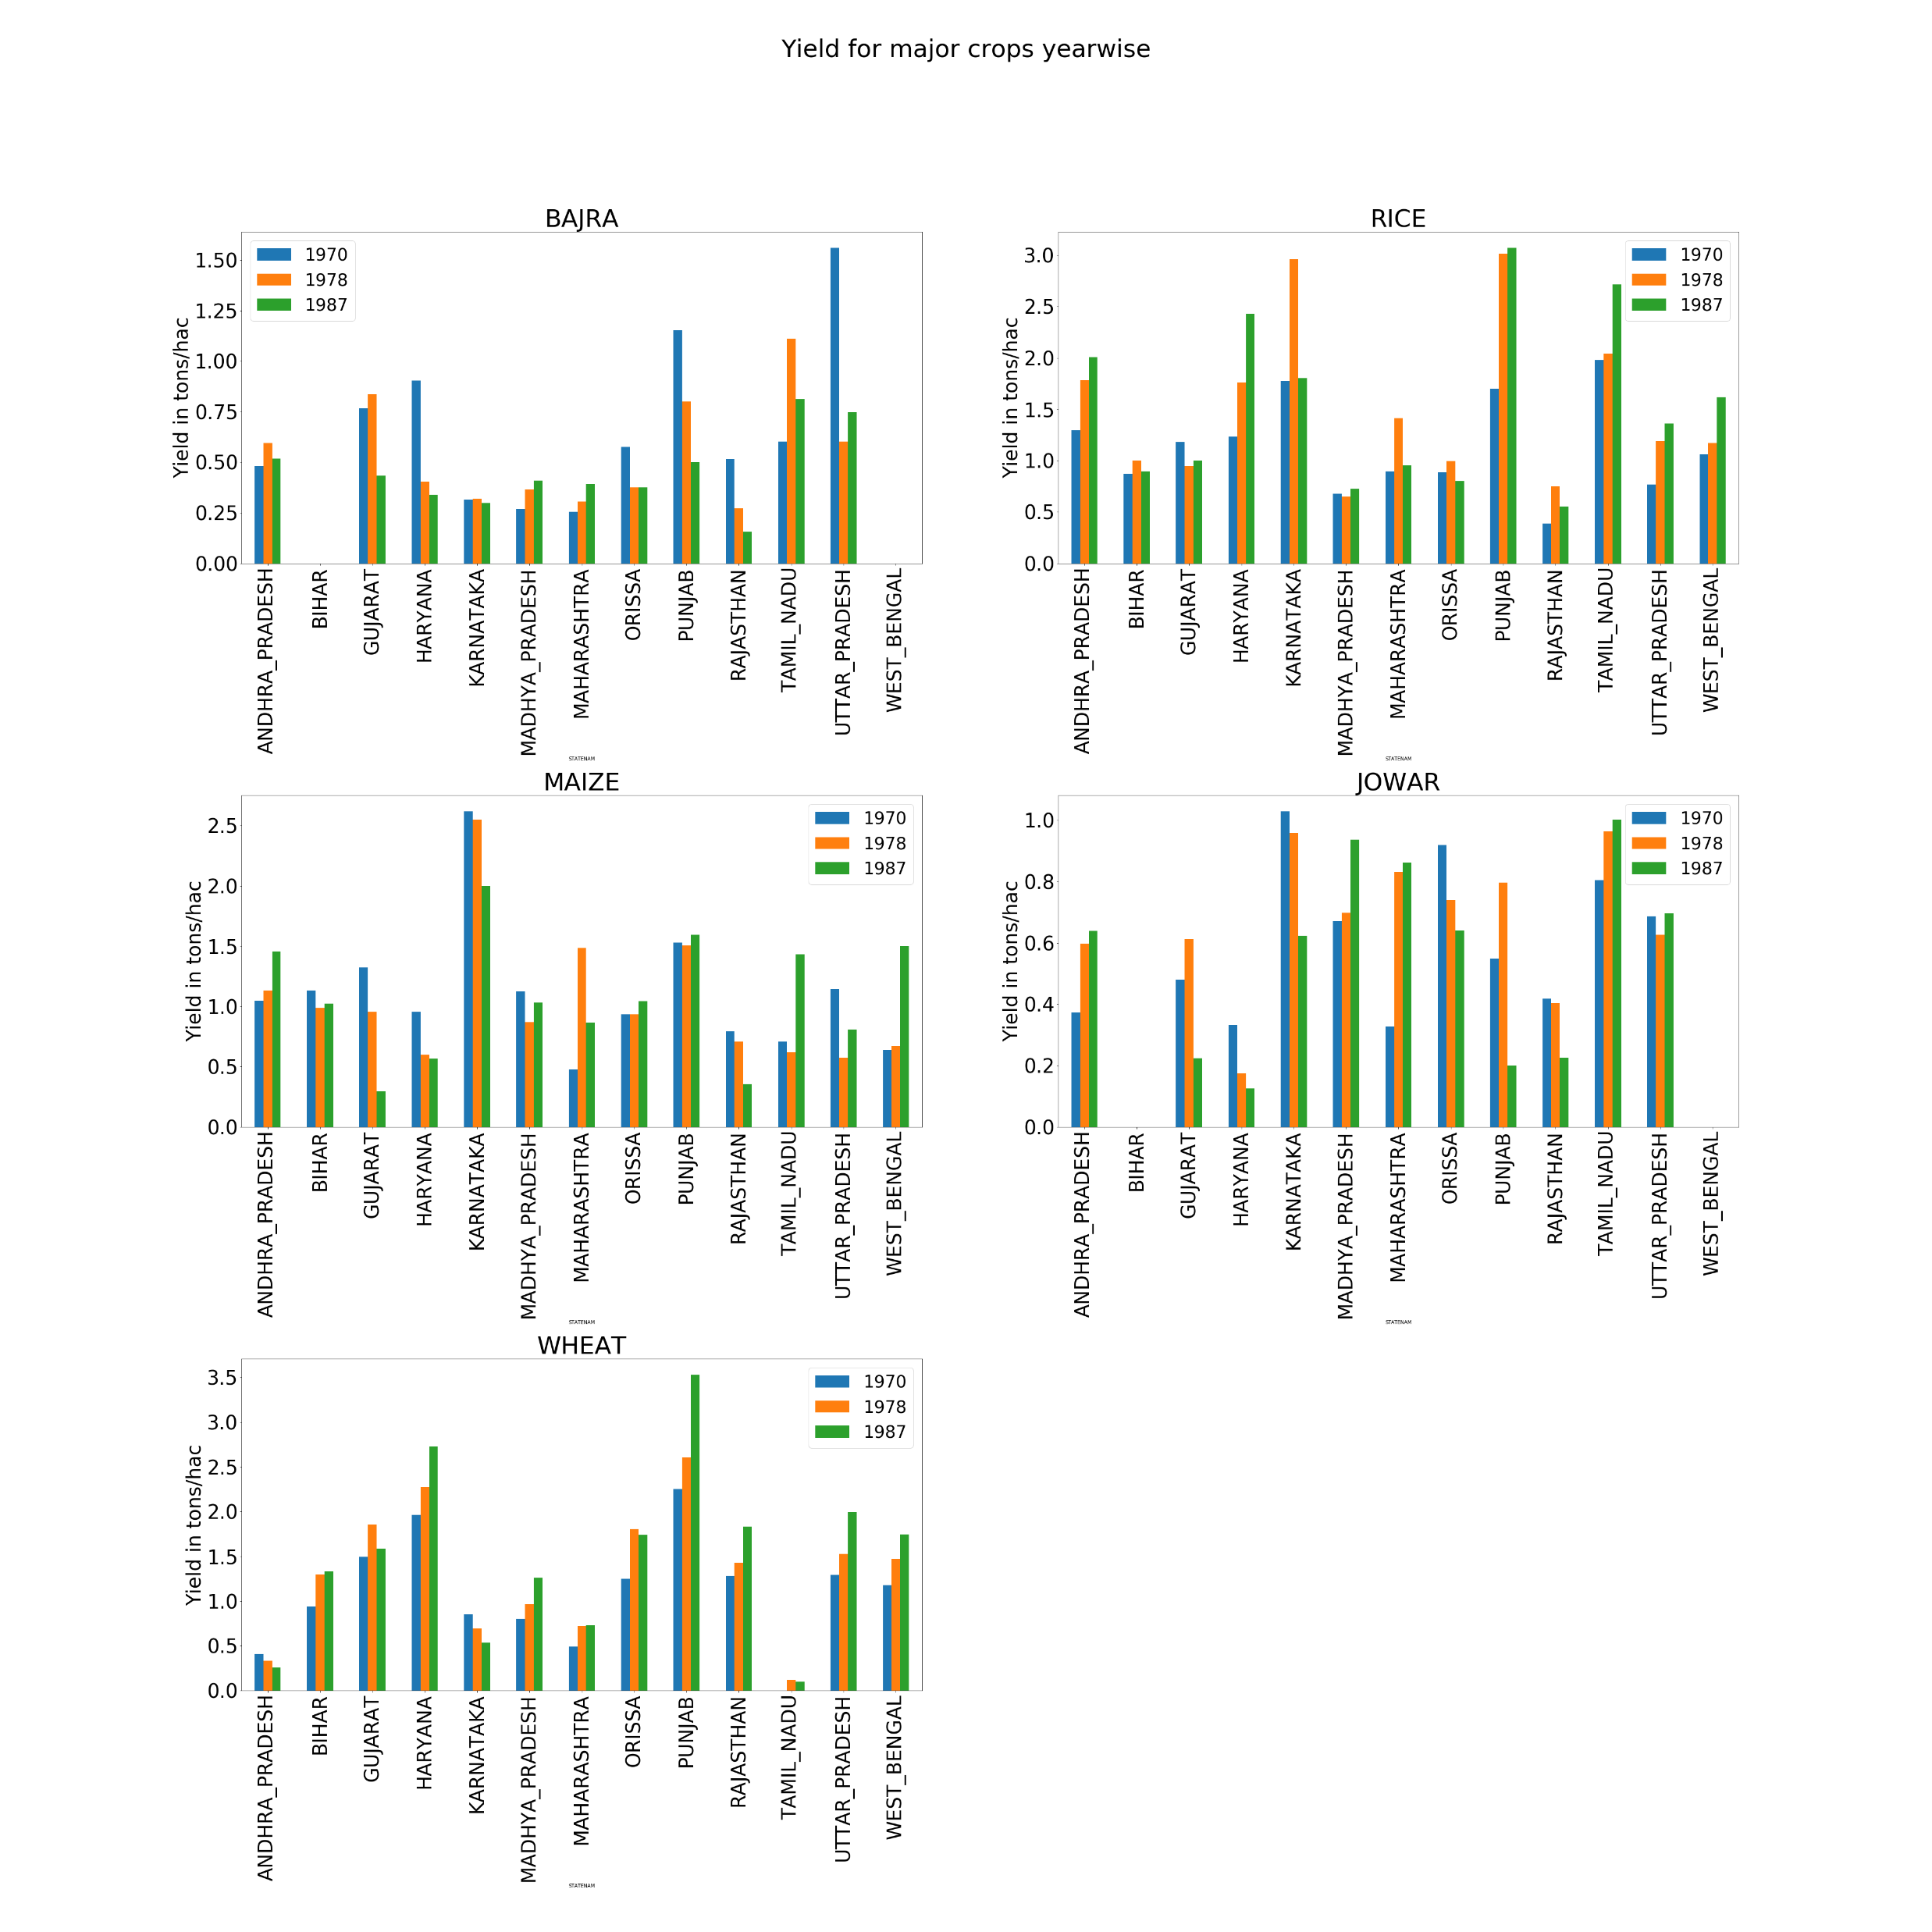 Yield for major crops yearwise
BAJRA
Yield in tons/hac
1.50
1.25
1.00
0.75
0.50
0.25
0.00
1970
1978
1987
ANDHRA_PRADESH
BIHAR
GUJARAT
HARYANA
KARNATAKA
MADHYA_PRADESH
MAHARASHTRA
ORISSA
PUNJAB
RAJASTHAN
TAMIL_NADU
UTTAR_PRADESH
WEST_BENGAL
STATENAM
RICE
Yield in tons/hac
3.0
2.5
2.0
1.5
1.0
0.5
0.0
1970
1978
1987
ANDHRA_PRADESH
BIHAR
GUJARAT
HARYANA
KARNATAKA
MADHYA_PRADESH
MAHARASHTRA
ORISSA
PUNJAB
RAJASTHAN
TAMIL_NADU
UTTAR_PRADESH
WEST_BENGAL
STATENAM
MAIZE
Yield in tons/hac
2.5
2.0
1.5
1.0
0.5
0.0
1970
1978
1987
ANDHRA_PRADESH
BIHAR
GUJARAT
HARYANA
KARNATAKA
MADHYA_PRADESH
MAHARASHTRA
ORISSA
PUNJAB
RAJASTHAN
TAMIL_NADU
UTTAR_PRADESH
WEST_BENGAL
STATENAM
JOWAR
Yield in tons/hac
1.0
0.8
0.6
0.4
0.2
0.0
1970
1978
1987
ANDHRA_PRADESH
BIHAR
GUJARAT
HARYANA
KARNATAKA
MADHYA_PRADESH
MAHARASHTRA
ORISSA
PUNJAB
RAJASTHAN
TAMIL_NADU
UTTAR_PRADESH
WEST_BENGAL
STATENAM
WHEAT
Yield in tons/hac
3.5
3.0
2.5
2.0
1.5
1.0
0.5
0.0
1970
1978
1987
ANDHRA_PRADESH
BIHAR
GUJARAT
HARYANA
KARNATAKA
MADHYA_PRADESH
MAHARASHTRA
ORISSA
PUNJAB
RAJASTHAN
TAMIL_NADU
UTTAR_PRADESH
WEST_BENGAL
STATENAM